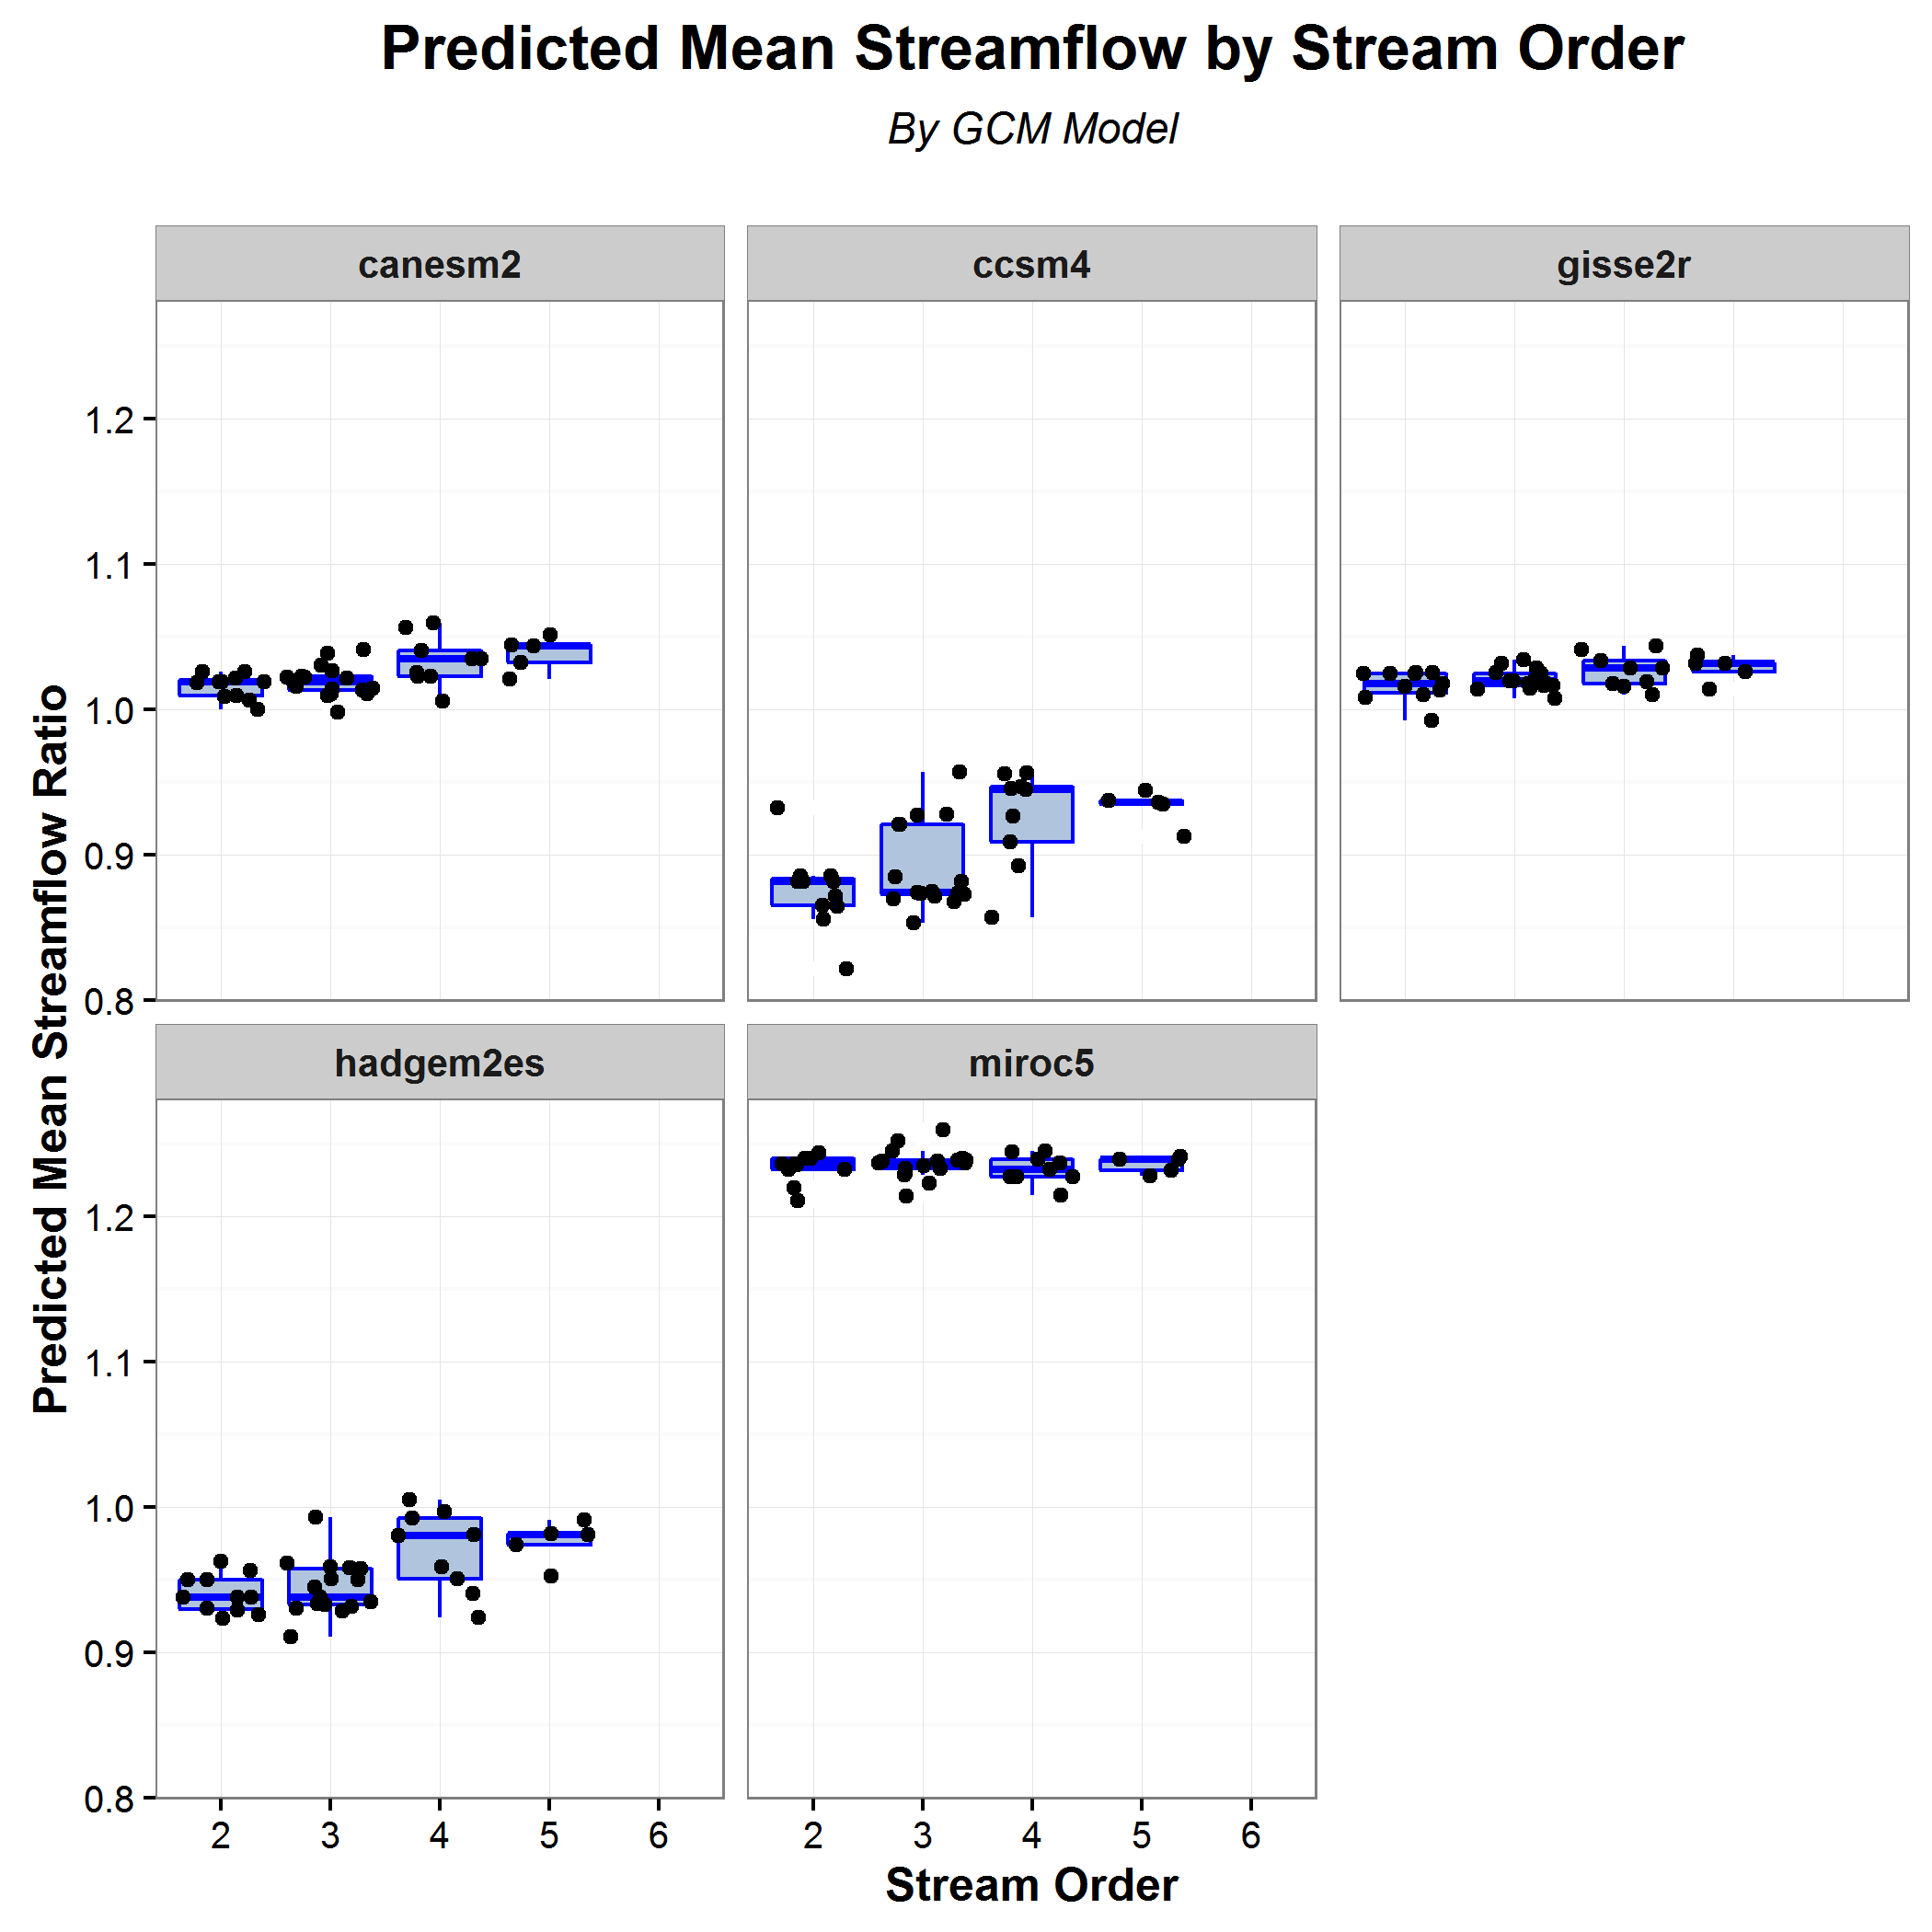 Predicted Mean Streamflow by Stream Order
By GCM Model
canesm2
ccsm4
gisse2r
1.2
1.1
1.0
0.9
0.8
Predicted Mean Streamflow Ratio
hadgem2es
miroc5
1.2
1.1
1.0
0.9
0.8
2 3 4 5 6
2 3 4 5 6
Stream Order